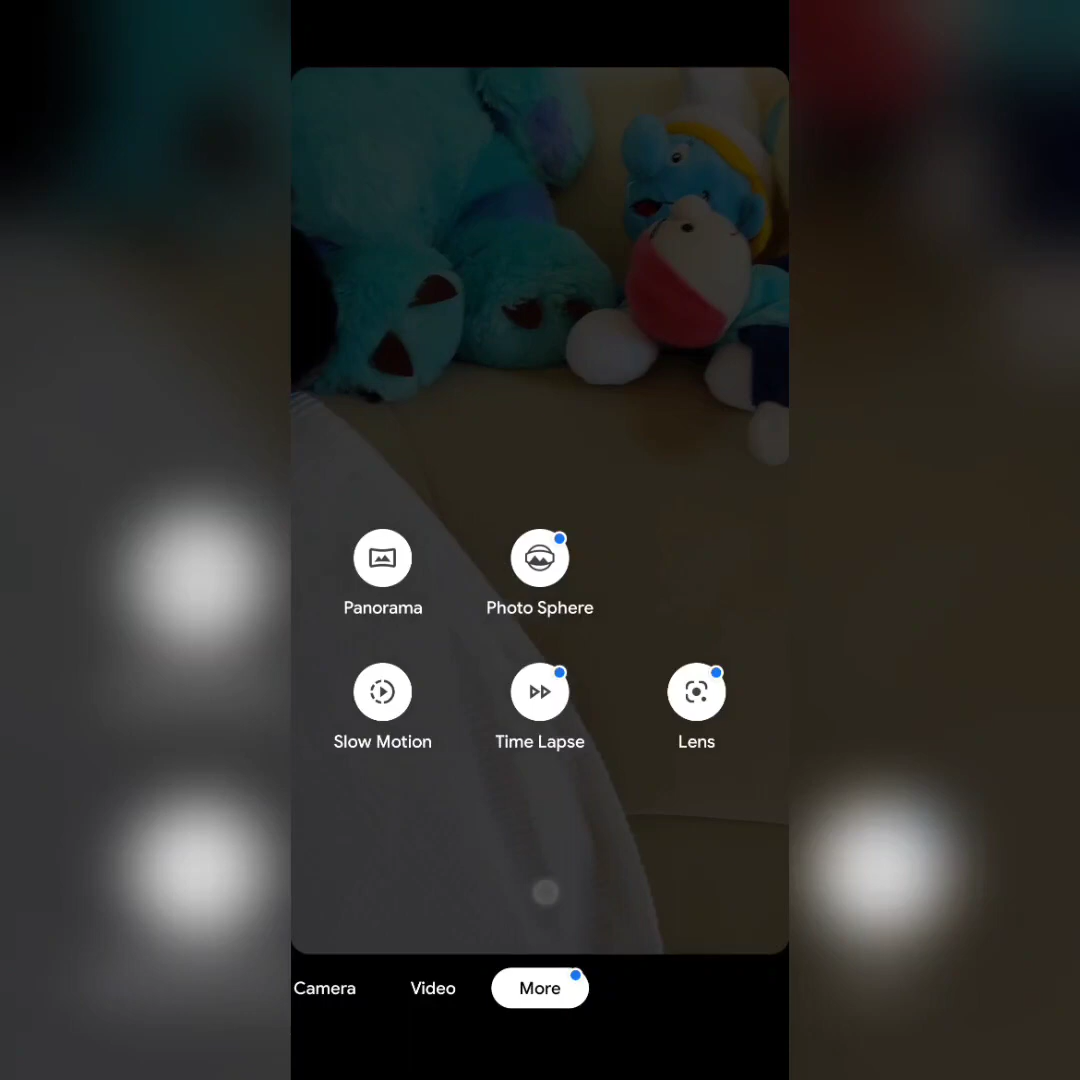 Panorama
Photo Sphere
Slow Motion
Time Lapse
Lens
Camera
Video
More